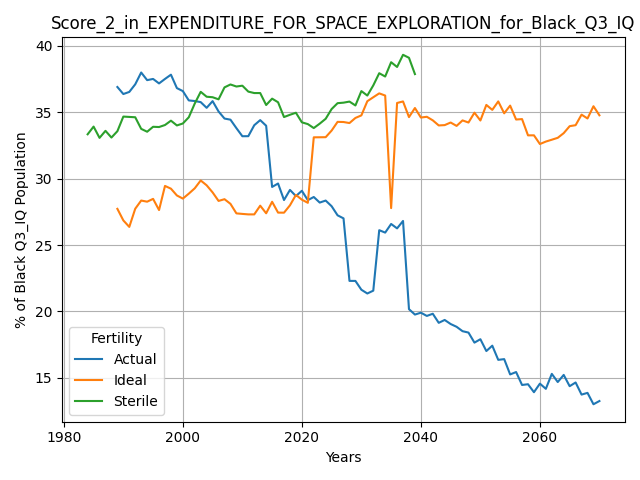 Score_2_in_EXPENDITURE_FOR_SPACE_EXPLORATION_for_Black_Q3_IQ
% of Black Q3_IQ Population
40
35
30
25
20
15
Fertility
Actual
Ideal
Sterile
1980
2000
2020
2040
2060
Years